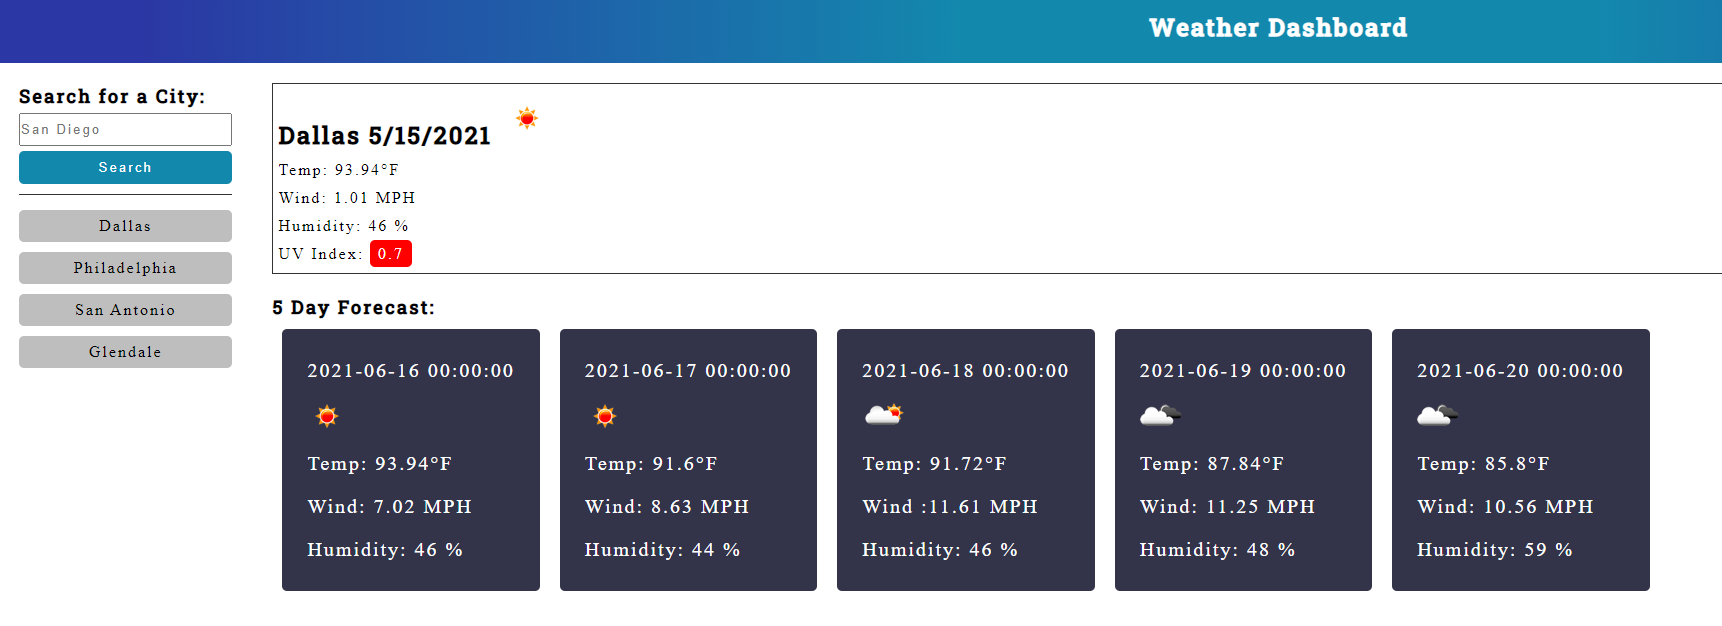 Weather Dashboard
Search for a City:
San Diego
Search
Dallas
Philadelphia
San Antonio
Glendale
Dallas 5/15/2021
Temp: 93.94°F
Wind: 1.01 MPH
Humidity: 46 %
UV Index: 0.7
5 Day Forecast:
2021-06-16 00:00:00
Temp: 93.94°F
Wind: 7.02 MPH
Humidity: 46 %
2021-06-17 00:00:00
Temp: 91.6°F
Wind: 8.63 MPH
Humidity: 44 %
2021-06-18 00:00:00
Temp: 91.72°F
Wind :11.61 MPH
Humidity: 46 %
2021-06-19 00:00:00
Temp: 87.84°F
Wind: 11.25 MPH
Humidity: 48 %
2021-06-20 00:00:00
Temp: 85.8°F
Wind: 10.56 MPH
Humidity: 59 %